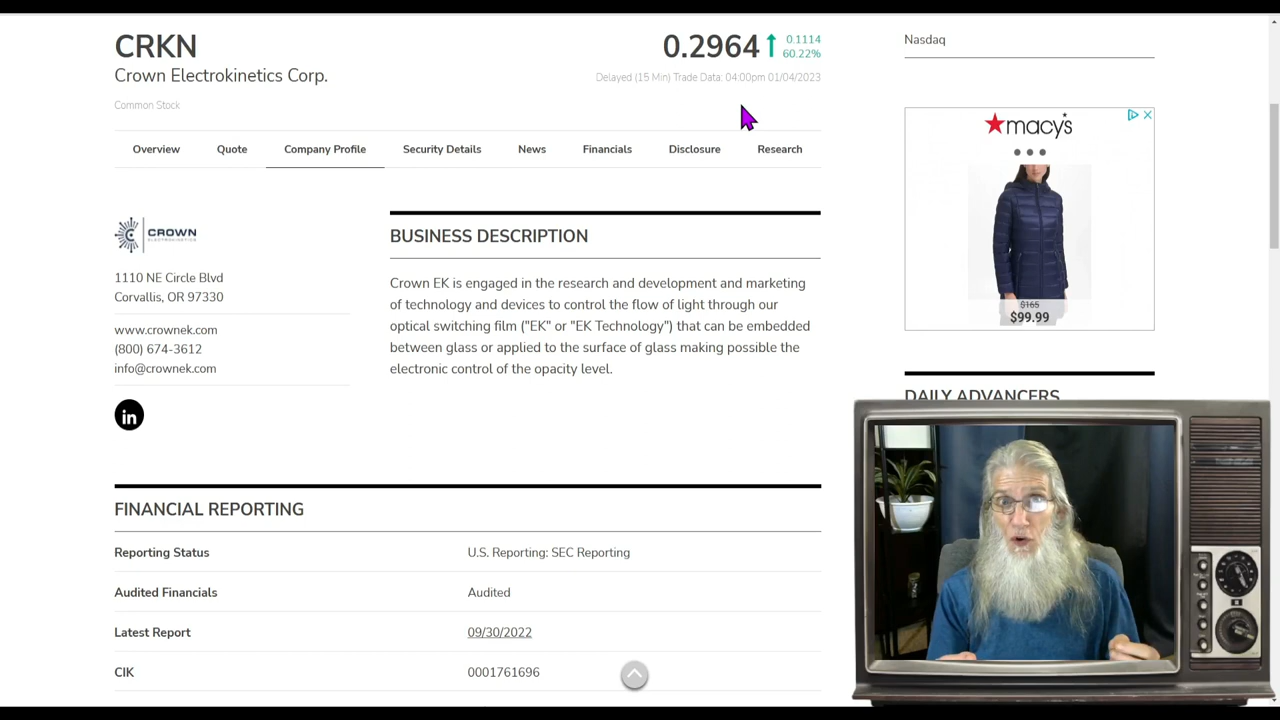 CRKN
Crown Electrokinetics Corp.
Common Stock
0.2964
0.1114
60.22%
Delayed (15 Min) Trade Data: 04:00pm 01/04/2023
Nasdaq
Overview
Quote
Company Profile
Security Details
News
Financials
Disclosure
Research
CROWN
ELECTROKINETICS
1110 NE Circle Blvd
Corvallis, OR 97330
www.crownek.com
(800) 674-3612
info@crownek.com
in
BUSINESS DESCRIPTION
Crown EK is engaged in the research and development and marketing
of technology and devices to control the flow of light through our
optical switching film ("EK" or "EK Technology") that can be embedded
between glass or applied to the surface of glass making possible the
electronic control of the opacity level.
macys
$165
$99.99
DAILY ADVANCERS
FINANCIAL REPORTING
Reporting Status U.S. Reporting: SEC Reporting
Audited Financials Audited
Latest Report 09/30/2022
CIK 0001761696